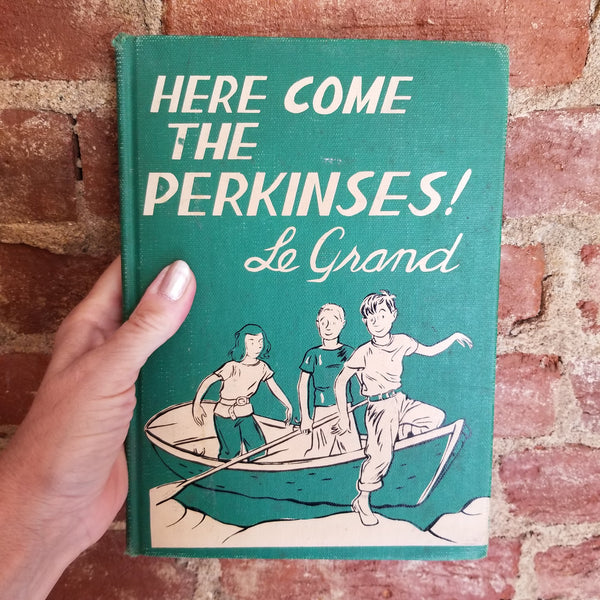 HERE COME
THE
PERKINSES!
Le Grand